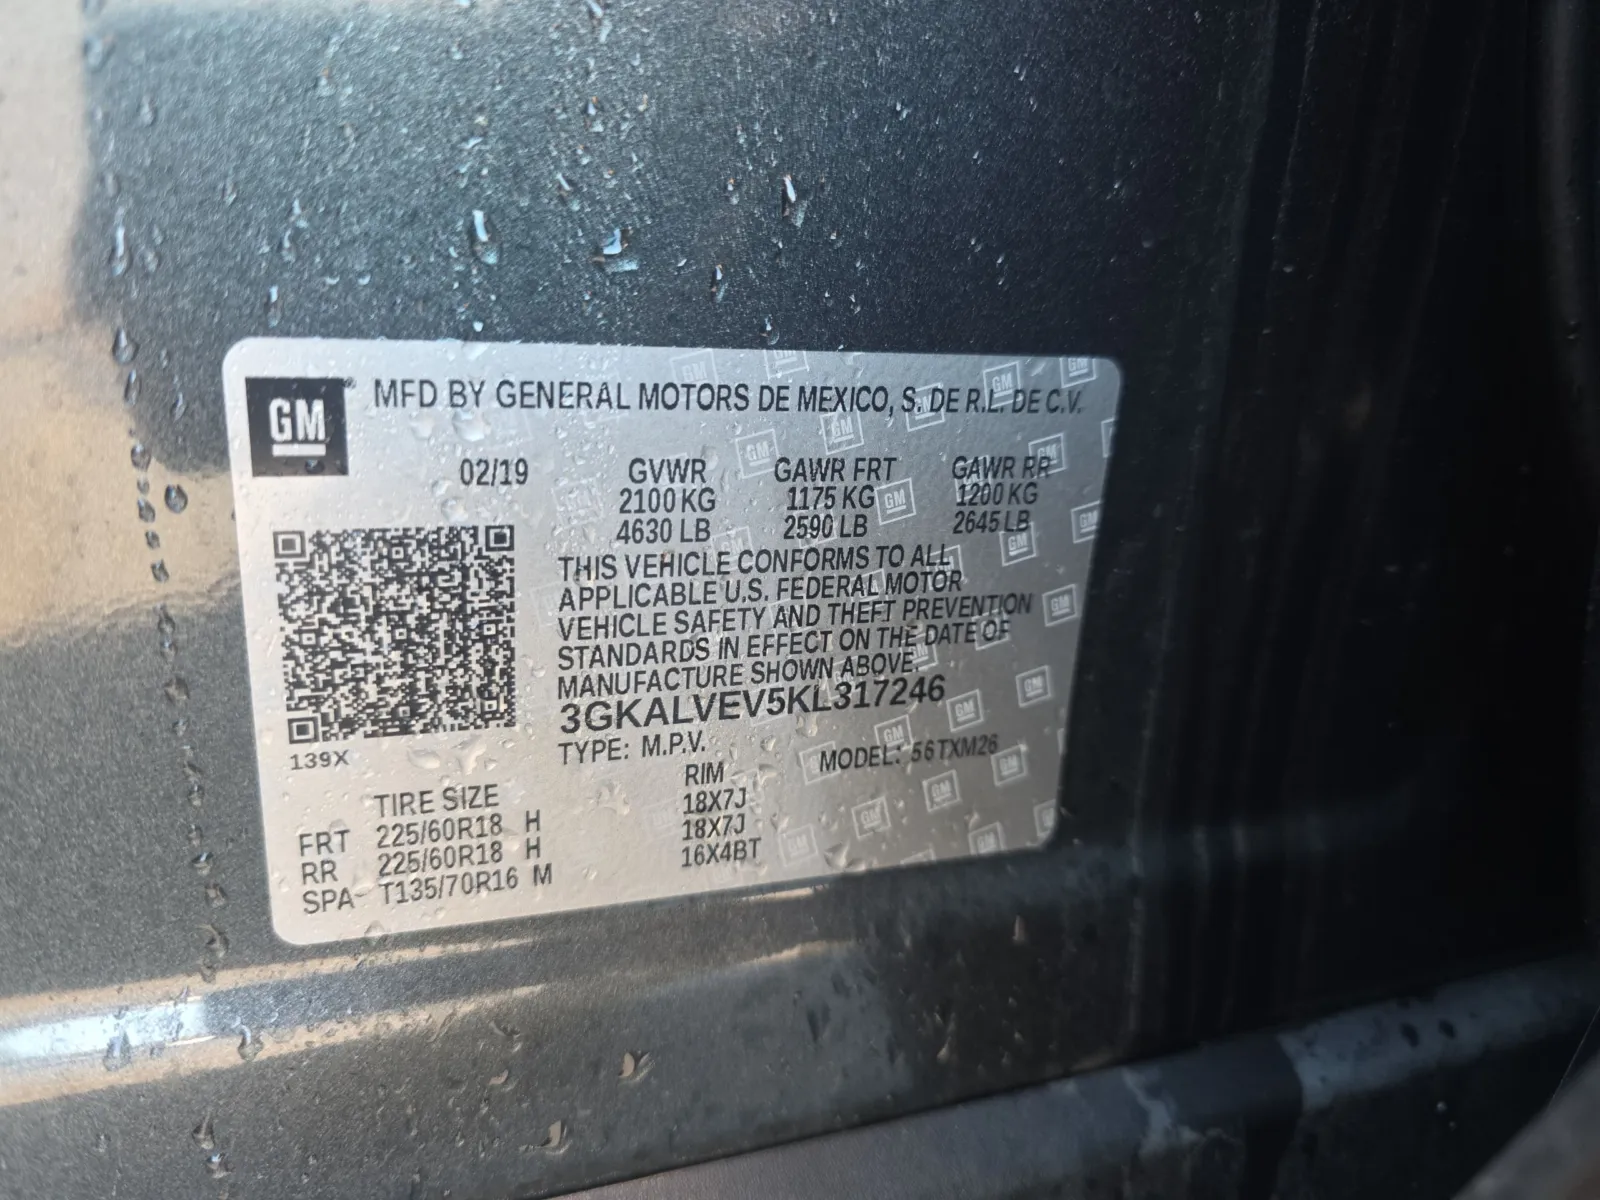 GM
MFD BY GENERAL MOTORS DE MEXICO, S. DE R.L. DE C.V.
02/19 GVWR GAWR FRT GAWR RR
2100 KG 1175 KG 1200 KG
4630 LB 2590 LB 2645 LB
THIS VEHICLE CONFORMS TO ALL
APPLICABLE U.S. FEDERAL MOTOR
VEHICLE SAFETY AND THEFT PREVENTION
STANDARDS IN EFFECT ON THE DATE OF
MANUFACTURE SHOWN ABOVE.
3GKALVEV5KL317246
TYPE: M.P.V. MODEL: 56TXM26
139X
TIRE SIZE RIM
FRT 225/60R18 H 18X7J
RR 225/60R18 H 18X7J
SPA T135/70R16 M 16X4BT